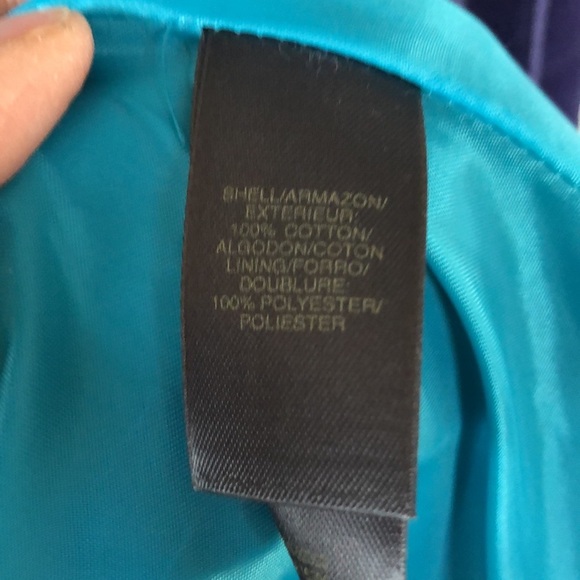 SHELL/ARMAZON/
EXTERIEUR:
100% COTTON/
ALGODON/COTON
LINING/FORRO/
DOUBLURE:
100% POLYESTER/
POLIESTER